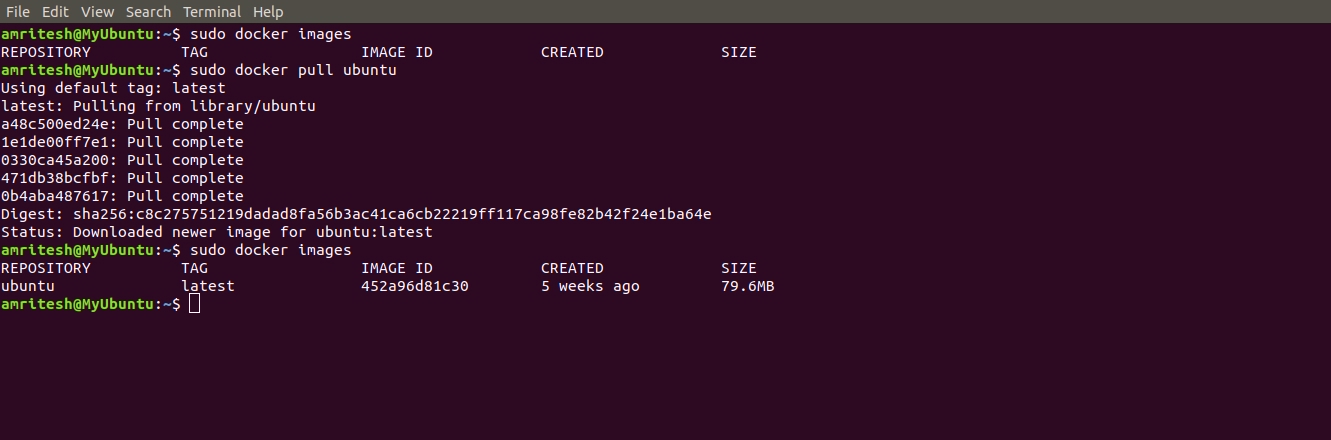 File Edit View Search Terminal Help
amritesh@MyUbuntu:~$ sudo docker images
REPOSITORY          TAG                 IMAGE ID            CREATED             SIZE
amritesh@MyUbuntu:~$ sudo docker pull ubuntu
Using default tag: latest
latest: Pulling from library/ubuntu
a48c500ed24e: Pull complete
1e1de00ff7e1: Pull complete
0330ca45a200: Pull complete
471db38bcfbf: Pull complete
0b4aba487617: Pull complete
Digest: sha256:c8c275751219dadad8fa56b3ac41ca6cb22219ff117ca98fe82b42f24e1ba64e
Status: Downloaded newer image for ubuntu:latest
amritesh@MyUbuntu:~$ sudo docker images
REPOSITORY          TAG                 IMAGE ID            CREATED             SIZE
ubuntu              latest              452a96d81c30        5 weeks ago         79.6MB
amritesh@MyUbuntu:~$